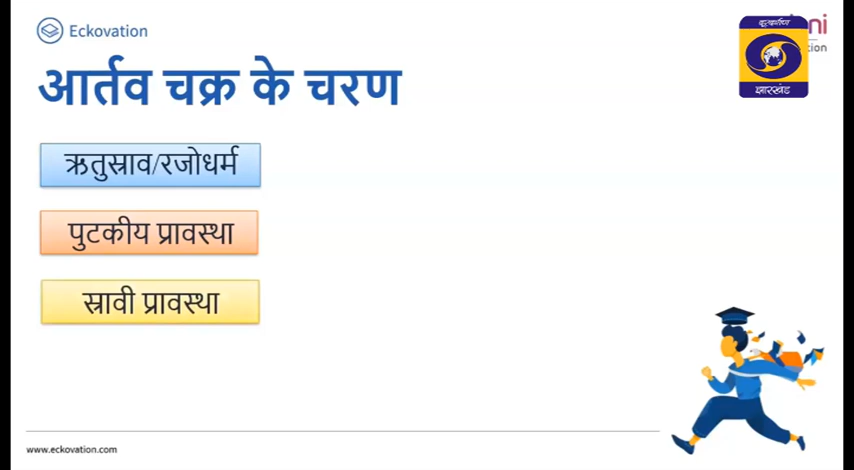 Eckovation
आर्तव चक्र के चरण
ऋतुस्राव/रजोधर्म
पुटकीय प्रावस्था
स्रावी प्रावस्था
दूरदर्शन
झारखंड
www.eckovation.com